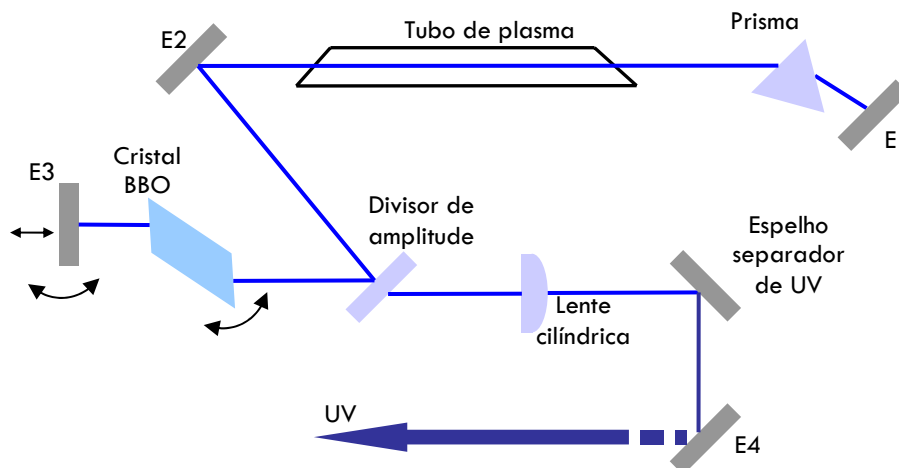 E2
Tubo de plasma
Prisma
E
E3
Cristal
BBO
Divisor de
amplitude
Espelho
separador
de UV
Lente
cilíndrica
UV
E4